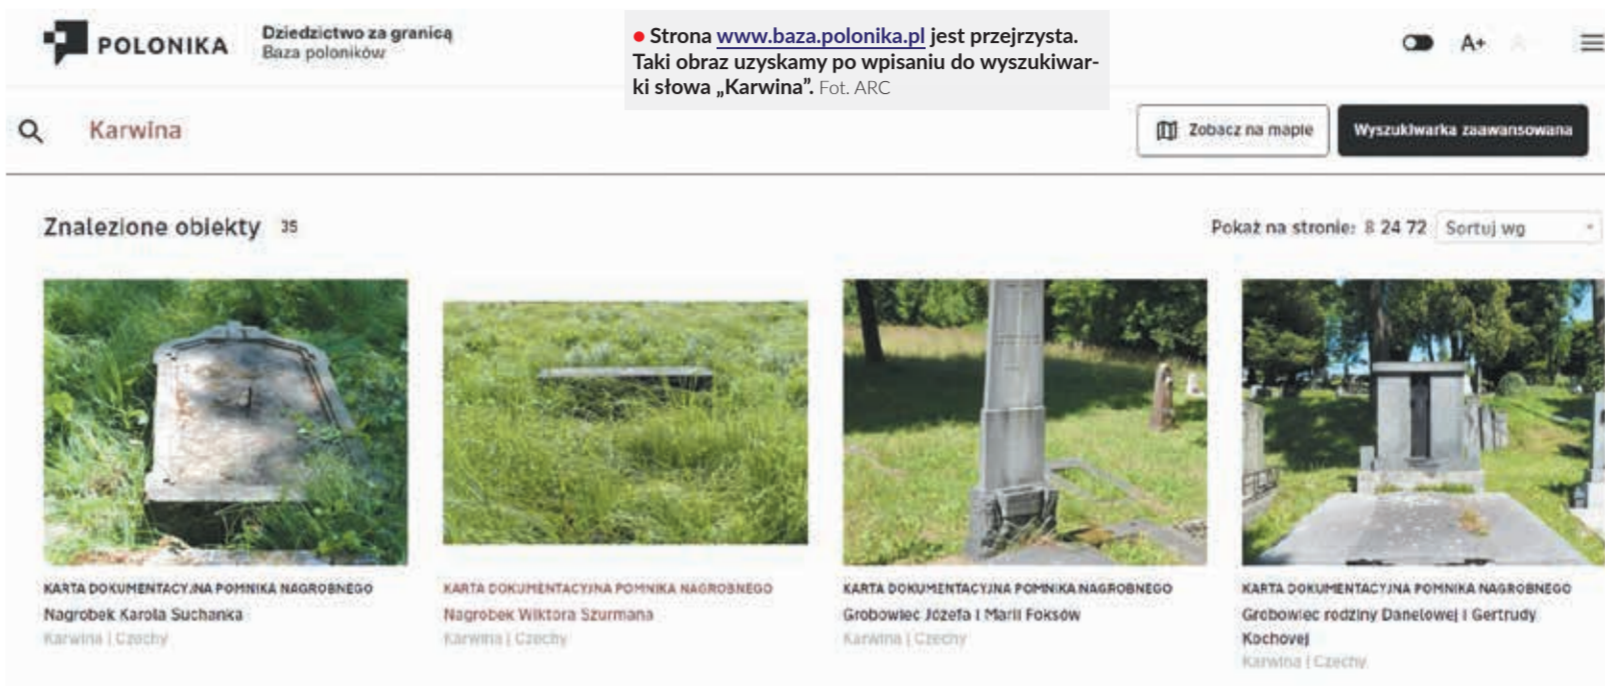 POLONIKA
Dziedzictwo za granicą
Baza poloników
• Strona www.baza.polonika.pl jest przejrzysta.
Taki obraz uzyskamy po wpisaniu do wyszukiwar-
ki słowa „Karwina”. Fot. ARC
A+
A-
Karwina
Zobacz na mapie
Wyszukiwarka zaawansowana
Znalezione obiekty 35
Pokaż na stronie: 8 24 72 Sortuj wg
KARTA DOKUMENTACYJNA POMNIKA NAGROBNEGO
Nagrobek Karola Suchanka
Karwina | Czechy
KARTA DOKUMENTACYJNA POMNIKA NAGROBNEGO
Nagrobek Wiktora Szurmana
Karwina | Czechy
KARTA DOKUMENTACYJNA POMNIKA NAGROBNEGO
Grobowiec Józefa i Marii Foksów
Karwina | Czechy
KARTA DOKUMENTACYJNA POMNIKA NAGROBNEGO
Grobowiec rodziny Danelowej i Gertrudy
Kochovej
Karwina | Czechy